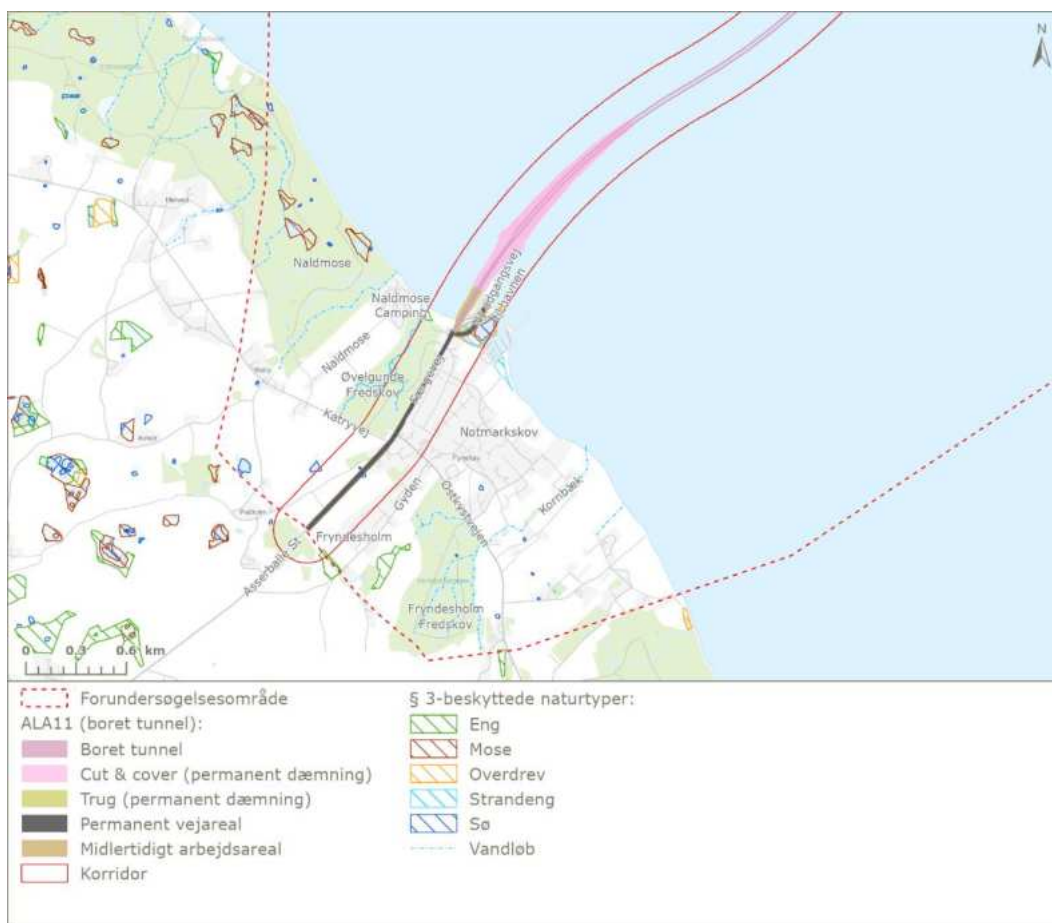 N
Naldmose
Naldmose
Camping
Naldmose
Øvelgunde
Fredskov
Færgevej
Katryvej
Notmarkskov
Gyden
Ostkystvejen
Kornbæk
Fryndesholm
Asserballe St
Fryndesholm
Fredskov
0 0.3 0.6 km
Forundersøgelsesområde
ALA11 (boret tunnel):
Boret tunnel
Cut & cover (permanent dæmning)
Trug (permanent dæmning)
Permanent vejareal
Midlertidigt arbejdsareal
Korridor
§ 3-beskyttede naturtyper:
Eng
Mose
Overdrev
Strandeng
Sø
Vandløb